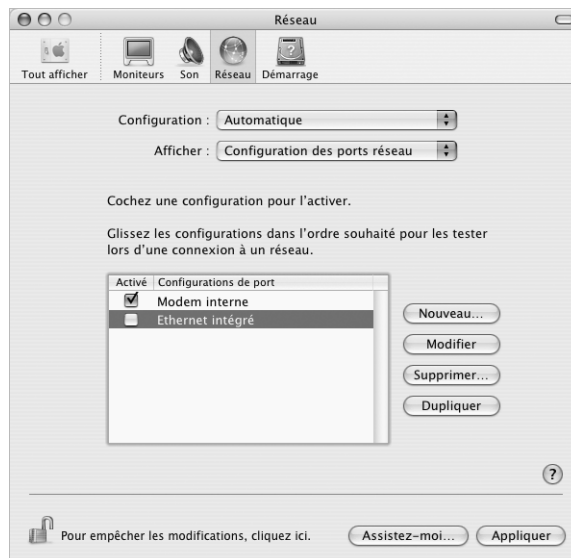 Réseau
Tout afficher
Moniteurs
Son
Réseau
Démarrage
Configuration :
Automatique
Afficher :
Configuration des ports réseau
Cochez une configuration pour l'activer.
Glissez les configurations dans l'ordre souhaité pour les tester
lors d'une connexion à un réseau.
Activé
Configurations de port
Modem interne
Ethernet intégré
Nouveau...
Modifier
Supprimer...
Dupliquer
?
Pour empêcher les modifications, cliquez ici.
Assistez-moi...
Appliquer